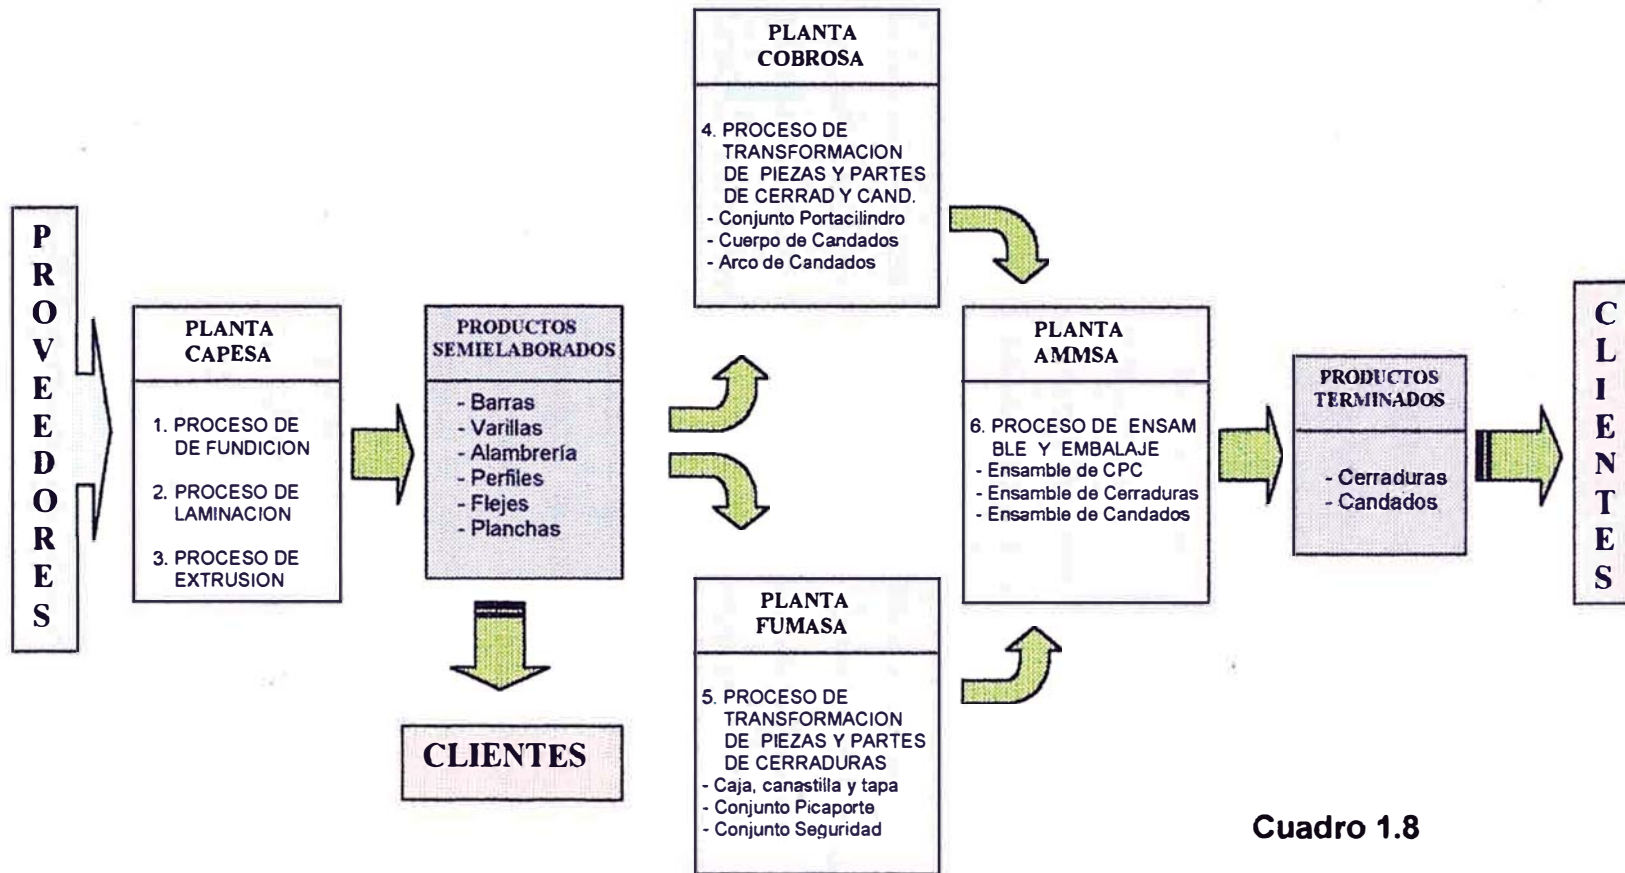 PROVEEDORES
PLANTA
CAPESA
1. PROCESO DE
DE FUNDICION
2. PROCESO DE
LAMINACION
3. PROCESO DE
EXTRUSION
PRODUCTOS
SEMIELABORADOS
- Barras
- Varillas
- Alambrería
- Perfiles
- Flejes
- Planchas
CLIENTES
PLANTA
COBROSA
4. PROCESO DE
TRANSFORMACION
DE PIEZAS Y PARTES
DE CERRAD Y CAND.
- Conjunto Portacilindro
- Cuerpo de Candados
- Arco de Candados
PLANTA
FUMASA
5. PROCESO DE
TRANSFORMACION
DE PIEZAS Y PARTES
DE CERRADURAS
- Caja, canastilla y tapa
- Conjunto Picaporte
- Conjunto Seguridad
PLANTA
AMMSA
6. PROCESO DE ENSAM
BLE Y EMBALAJE
- Ensamble de CPC
- Ensamble de Cerraduras
- Ensamble de Candados
PRODUCTOS
TERMINADOS
- Cerraduras
- Candados
CLIENTES
Cuadro 1.8